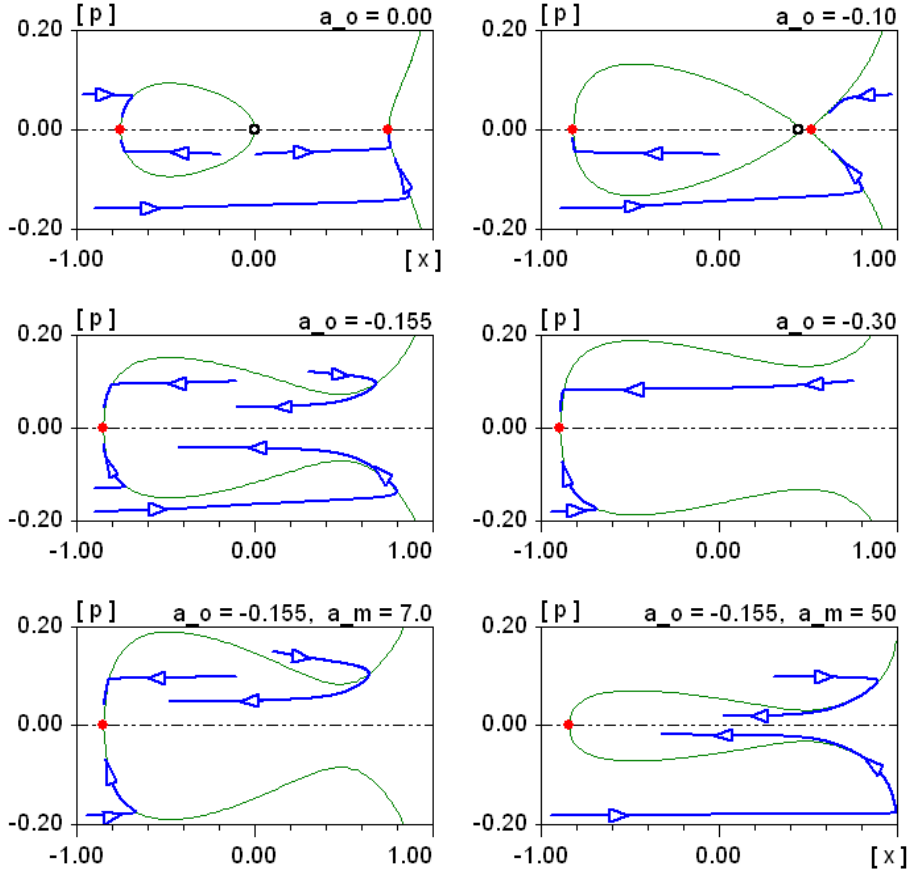 [ p ] a_o = 0.00
0.20
0.00
-0.20
-1.00 0.00 [ x ]
[ p ] a_o = -0.10
0.20
0.00
-0.20
-1.00 0.00 1.00
[ p ] a_o = -0.155
0.20
0.00
-0.20
-1.00 0.00 1.00
[ p ] a_o = -0.30
0.20
0.00
-0.20
-1.00 0.00 1.00
[ p ] a_o = -0.155, a_m = 7.0
0.20
0.00
-0.20
-1.00 0.00 1.00
[ p ] a_o = -0.155, a_m = 50
0.20
0.00
-0.20
-1.00 0.00 [ x ]